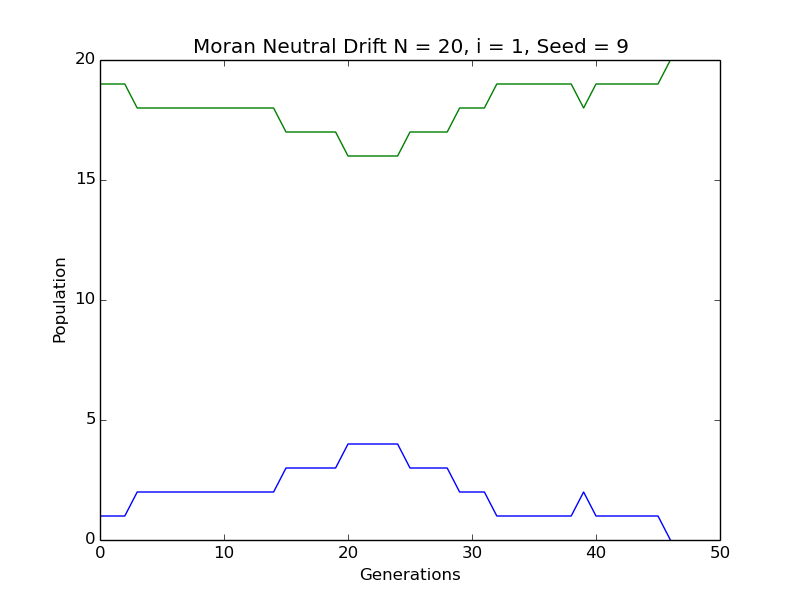 Moran Neutral Drift N = 20, i = 1, Seed = 9
20
15
10
5
0
Population
0 10 20 30 40 50
Generations